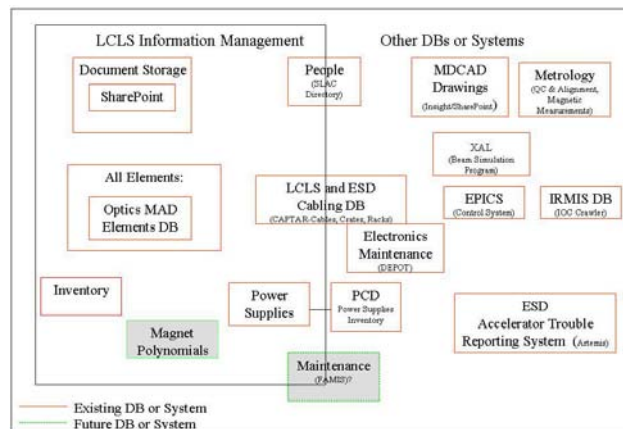 LCLS Information Management
Other DBs or Systems
Document Storage
SharePoint
People
(SLAC
Directory)
MDCAD
Drawings
(Insight/SharePoint)
Metrology
(QC & Alignment,
Magnetic
Measurements)
XAL
(Beam Simulation
Program)
All Elements:
Optics MAD
Elements DB
LCLS and ESD
Cabling DB
(CAPTAR-Cables, Crates, Racks)
EPICS
(Control System)
IRMIS DB
(IOC Crawler)
Electronics
Maintenance
(DEPOT)
Inventory
Power
Supplies
PCD
Power Supplies
Inventory
Magnet
Polynomials
ESD
Accelerator Trouble
Reporting System (Artemis)
Maintenance
(FAMIS)?
Existing DB or System
Future DB or System